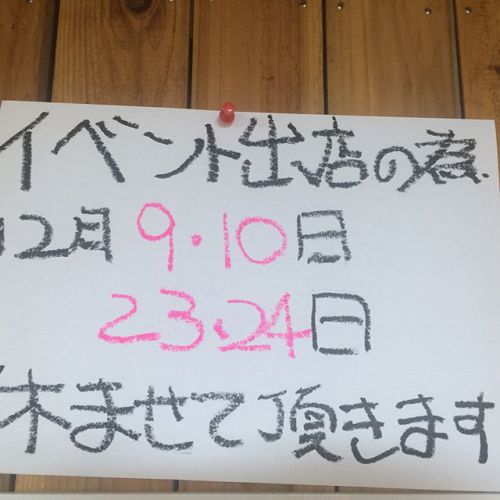 イベント出店の為
12月 9・10日
23・24日
休ませて頂きます